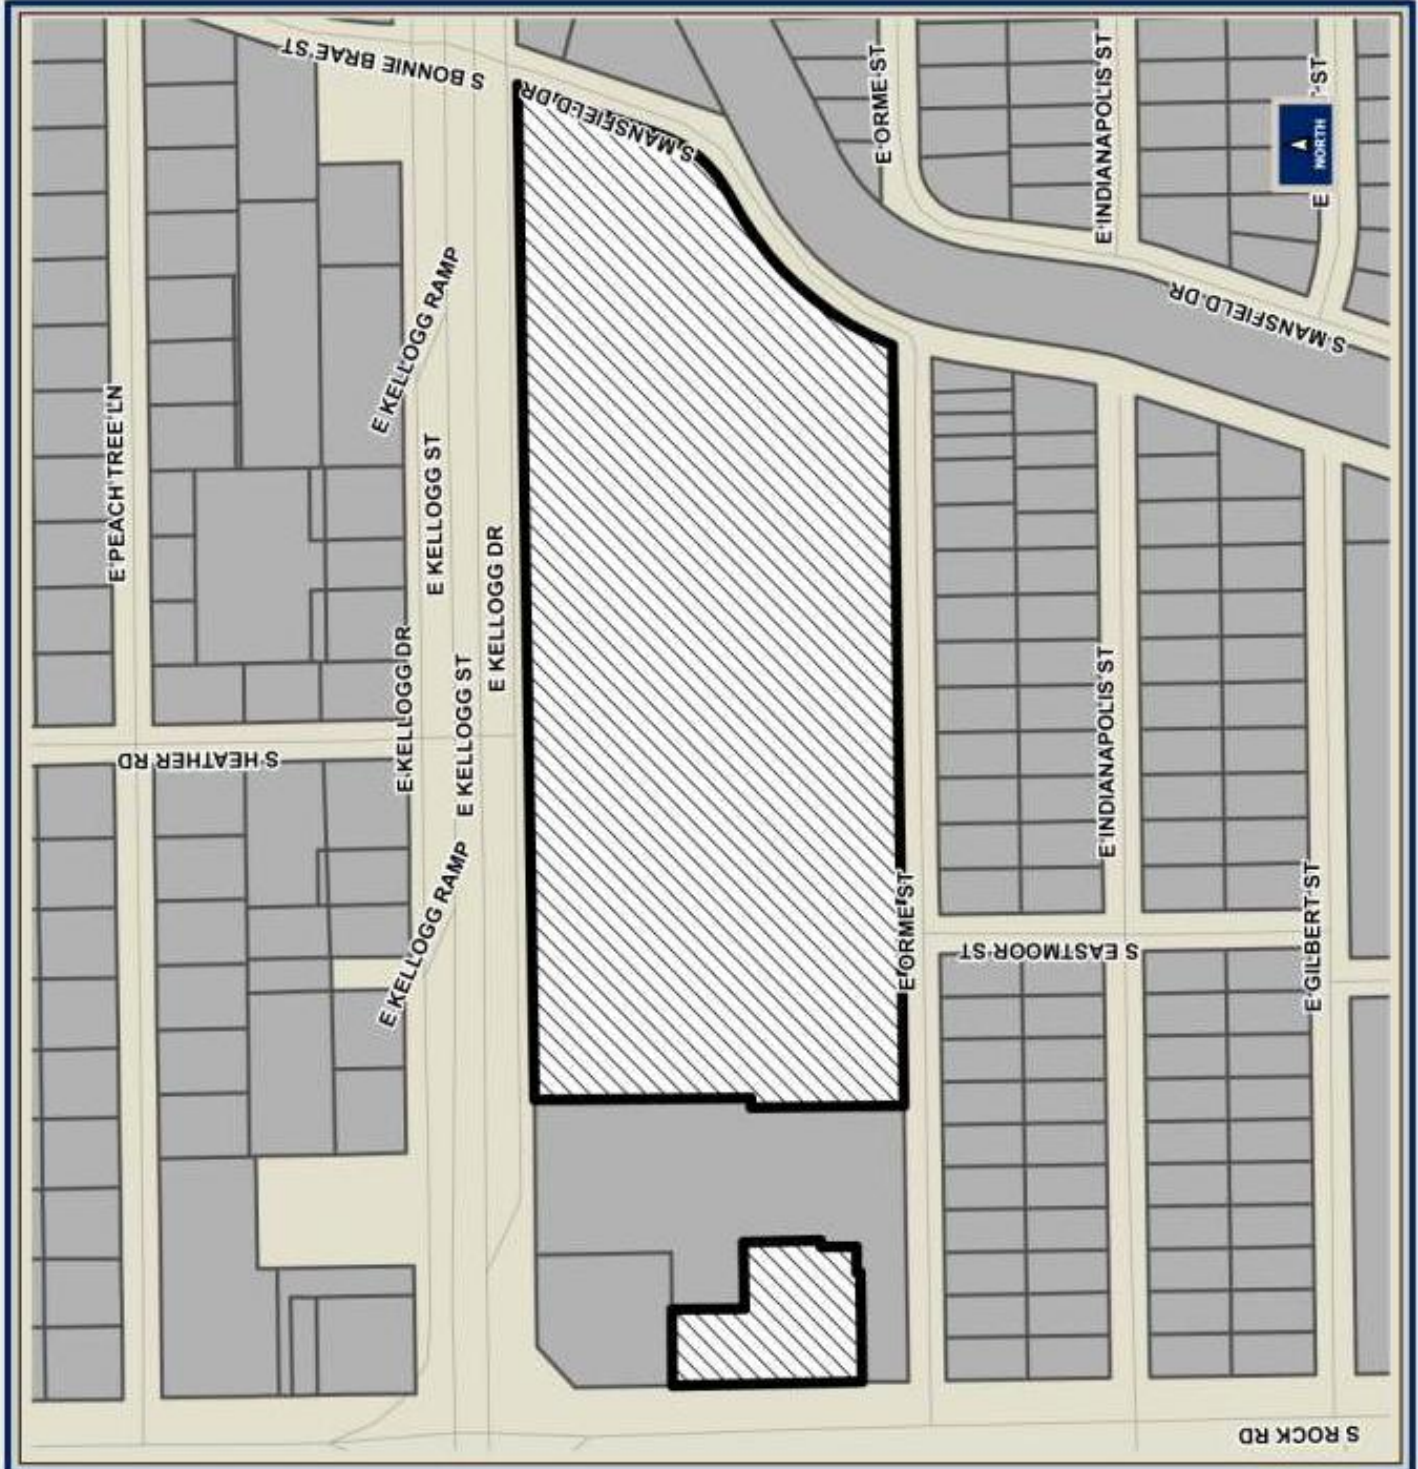 S BONNIE BRAE ST
S MANSFIELD DR
E ORME ST
E INDIANAPOLIS ST
E
ST
NORTH
E KELLOGG RAMP
S MANSFIELD DR
E PEACH TREE LN
E KELLOGG ST
E KELLOGG DR
E KELLOGG DR
E KELLOGG ST
S HEATHER RD
E INDIANAPOLIS ST
E KELLOGG RAMP
E ORME ST
S EASTMOOR ST
E GILBERT ST
S ROCK RD